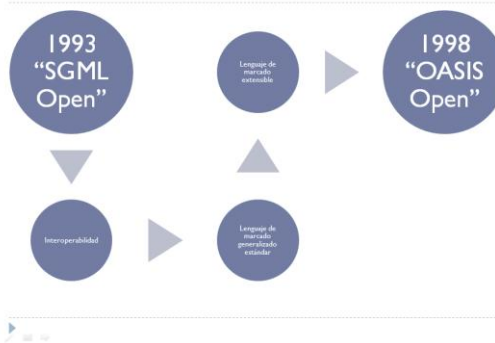 1993
“SGML
Open”
Interoperabilidad
Lenguaje de
marcado
generalizado
estándar
Lenguaje de
marcado
extensible
1998
“OASIS
Open”